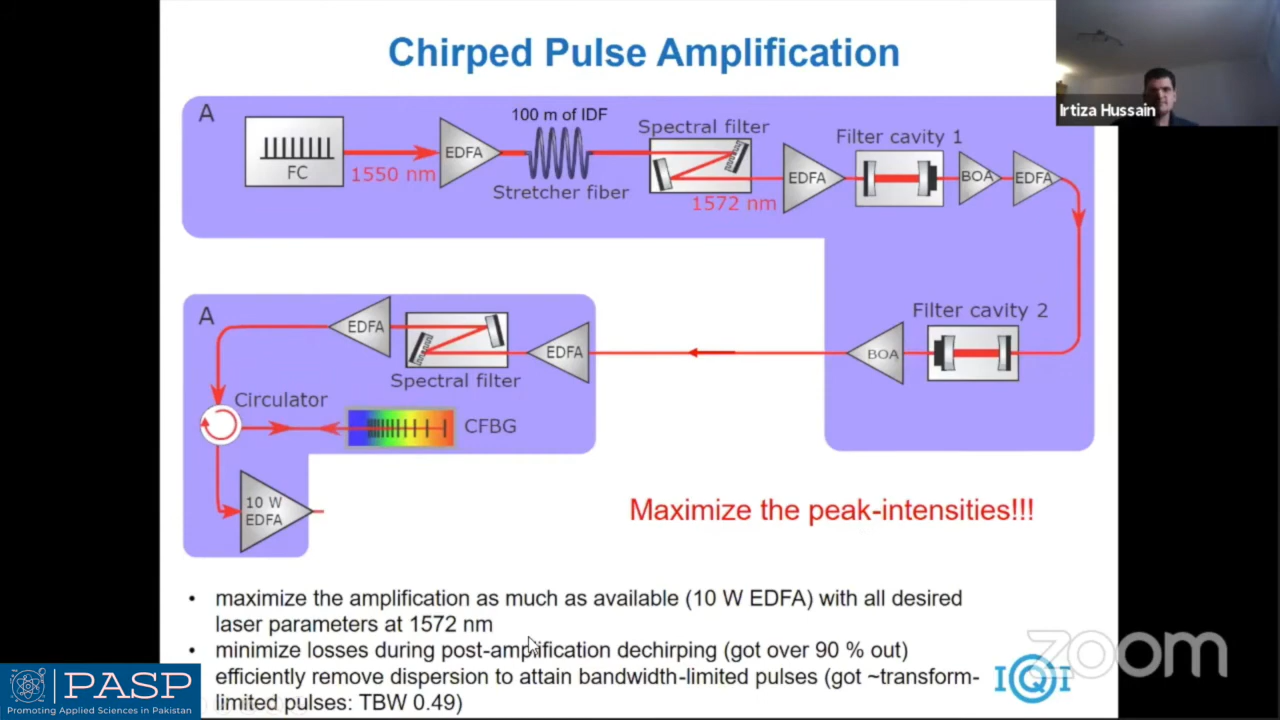 Chirped Pulse Amplification
Irtiza Hussain
A
FC
1550 nm
EDFA
100 m of IDF
Stretcher fiber
Spectral filter
1572 nm
EDFA
Filter cavity 1
BOA
EDFA
Filter cavity 2
BOA
A
EDFA
Spectral filter
EDFA
Circulator
CFBG
10 W
EDFA
Maximize the peak-intensities!!!
• maximize the amplification as much as available (10 W EDFA) with all desired
laser parameters at 1572 nm
• minimize losses during post-amplification dechirping (got over 90 % out)
• efficiently remove dispersion to attain bandwidth-limited pulses (got ~transform-
limited pulses: TBW 0.49)
PASP
Promoting Applied Sciences in Pakistan
IQI
zoom